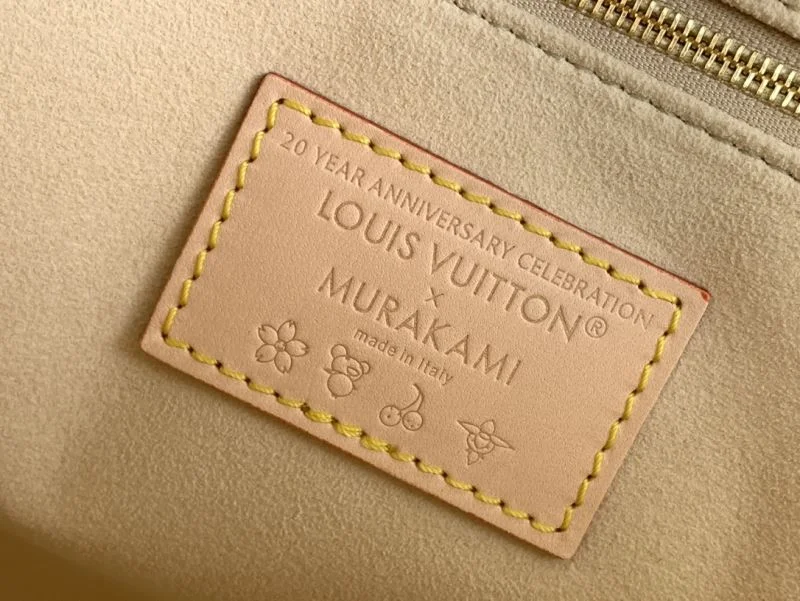 20 YEAR ANNIVERSARY CELEBRATION
LOUIS VUITTON®
×
MURAKAMI
made in Italy